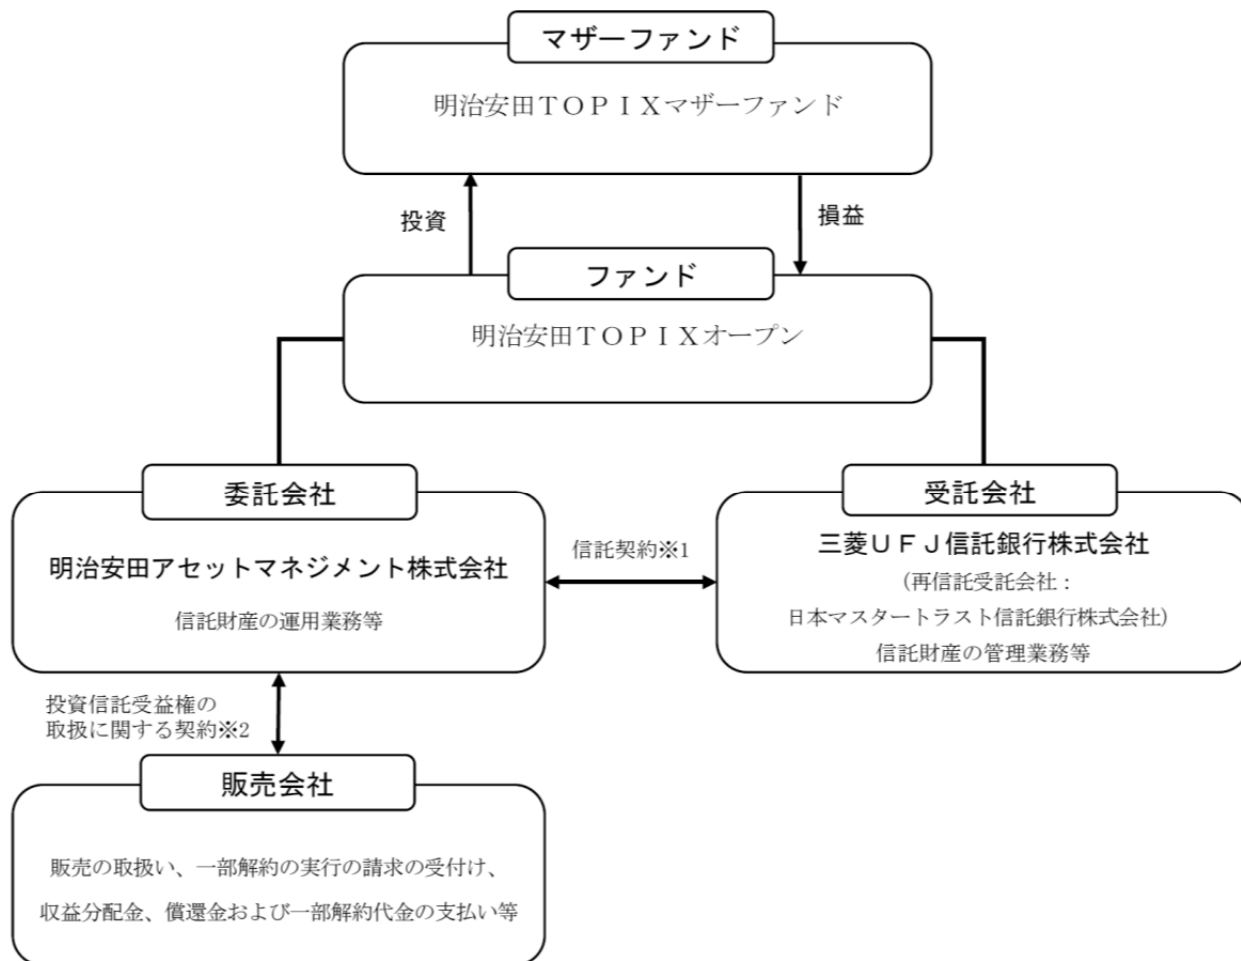 マザーファンド
明治安田ＴＯＰＩＸマザーファンド
投資
損益
ファンド
明治安田ＴＯＰＩＸオープン
委託会社
明治安田アセットマネジメント株式会社
信託財産の運用業務等
信託契約※1
受託会社
三菱ＵＦＪ信託銀行株式会社
（再信託受託会社：
日本マスタートラスト信託銀行株式会社）
信託財産の管理業務等
投資信託受益権の
取扱に関する契約※2
販売会社
販売の取扱い、一部解約の実行の請求の受付け、
収益分配金、償還金および一部解約代金の支払い等